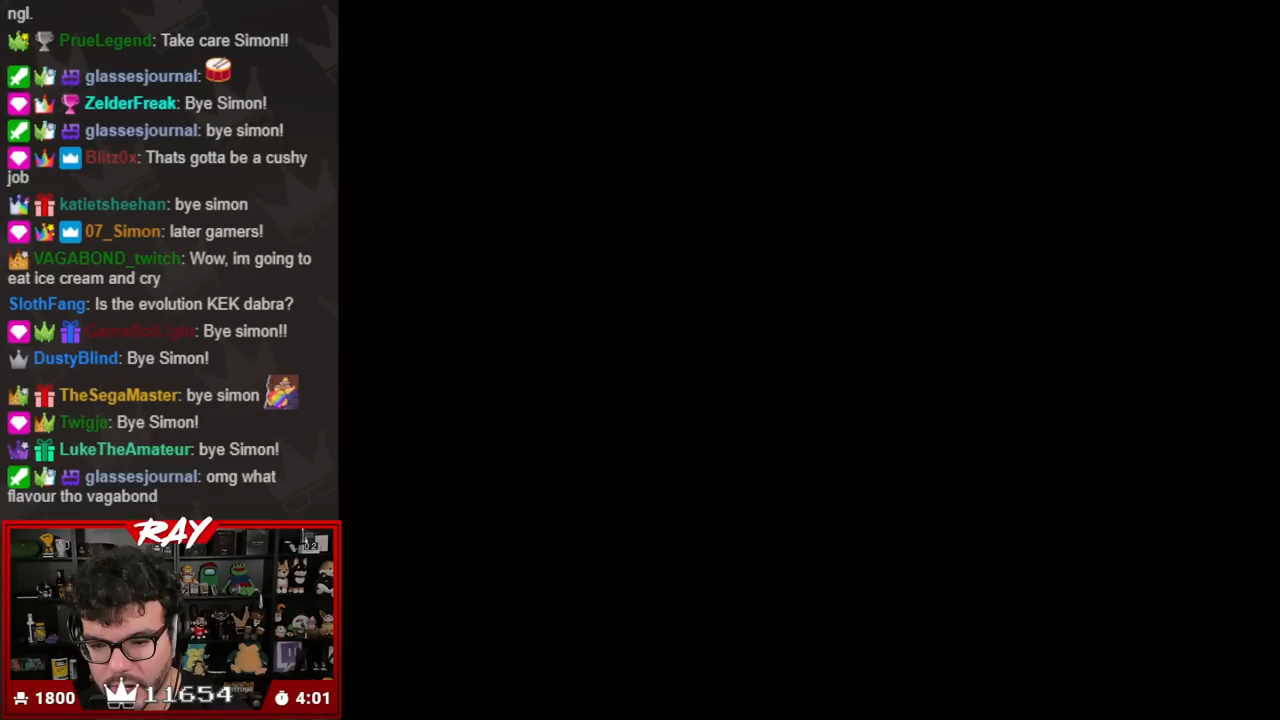 ngl.
PrueLegend: Take care Simon!!
glassesjournal:
ZelderFreak: Bye Simon!
glassesjournal: bye simon!
Blitz0x: Thats gotta be a cushy
job
katietsheehan: bye simon
07_Simon: later gamers!
VAGABOND_twitch: Wow, im going to
eat ice cream and cry
SlothFang: Is the evolution KEK dabra?
: Bye simon!!
DustyBlind: Bye Simon!
TheSegaMaster: bye simon
Twigja: Bye Simon!
LukeTheAmateur: bye Simon!
glassesjournal: omg what
flavour tho vagabond
RAY
1800 11654 4:01